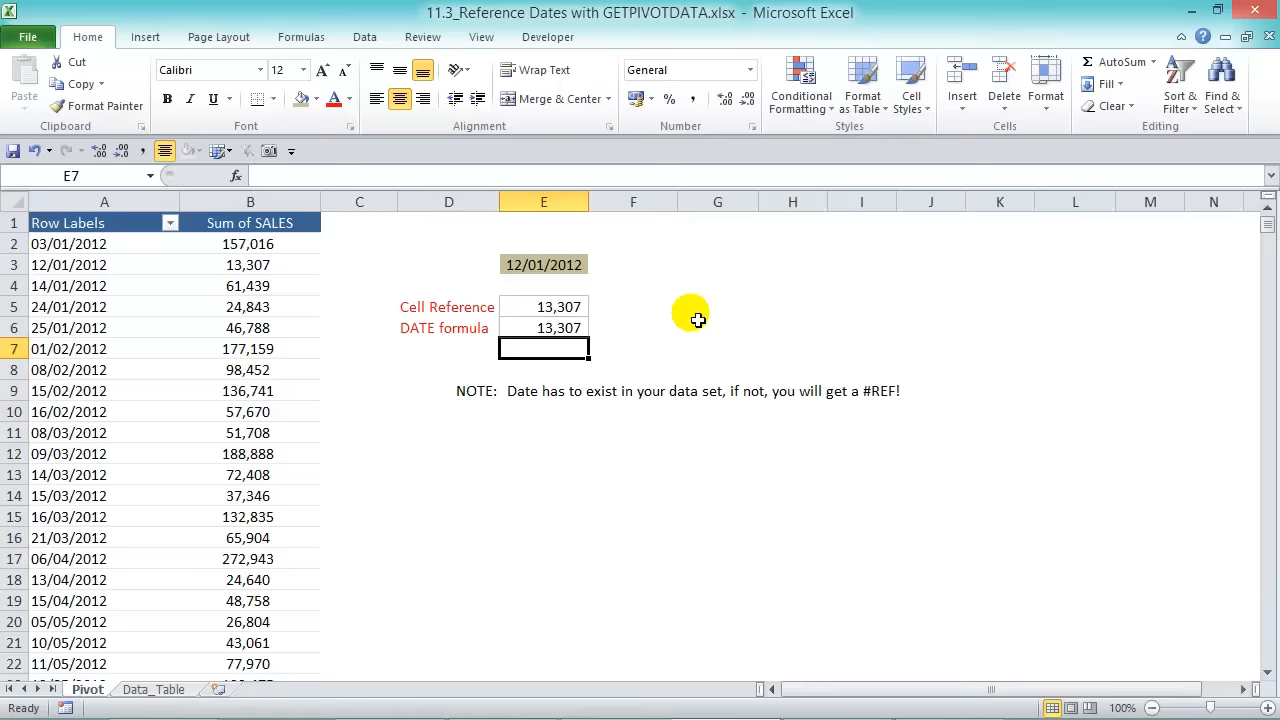 11.3_Reference Dates with GETPIVOTDATA.xlsx - Microsoft Excel
File Home Insert Page Layout Formulas Data Review View Developer
Paste Cut Copy Format Painter Clipboard
Calibri 12 B I U A A A Font
Wrap Text Merge & Center Alignment
General % , Number
Conditional Formatting Format as Table Cell Styles Styles
Insert Delete Format Cells
Σ AutoSum Fill Clear Sort & Filter Find & Select Editing
E7 fx
A B C D E F G H I J K L M N
1 Row Labels Sum of SALES
2 03/01/2012 157,016
3 12/01/2012 13,307 12/01/2012
4 14/01/2012 61,439
5 24/01/2012 24,843 Cell Reference 13,307
6 25/01/2012 46,788 DATE formula 13,307
7 01/02/2012 177,159
8 08/02/2012 98,452
9 15/02/2012 136,741 NOTE: Date has to exist in your data set, if not, you will get a #REF!
10 16/02/2012 57,670
11 08/03/2012 51,708
12 09/03/2012 188,888
13 14/03/2012 72,408
14 15/03/2012 37,346
15 16/03/2012 132,835
16 21/03/2012 65,904
17 06/04/2012 272,943
18 13/04/2012 24,640
19 15/04/2012 48,758
20 05/05/2012 26,804
21 10/05/2012 43,061
22 11/05/2012 77,970
Pivot Data_Table
Ready 100%